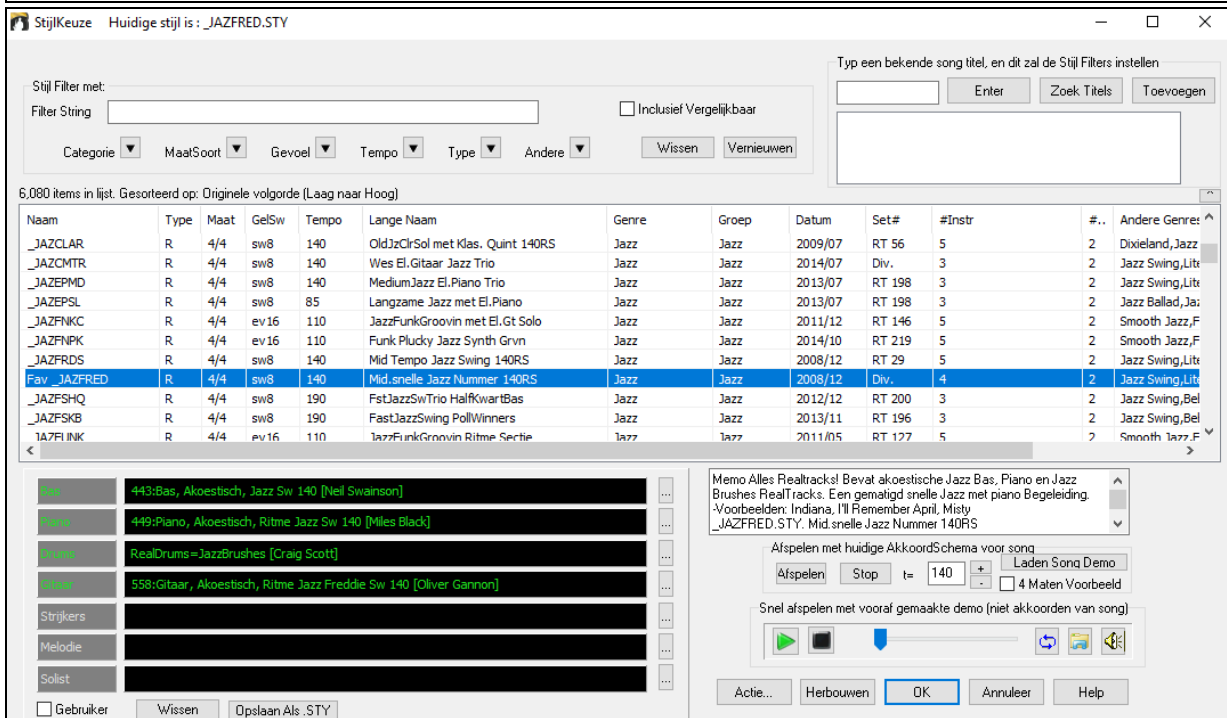 StijlKeuze Huidige stijl is : _JAZFRED.STY
Typ een bekende song titel, en dit zal de Stijl Filters instellen
Enter Zoek Titels Toevoegen
Stijl Filter met:
Filter String Inclusief Vergelijkbaar
Categorie MaatSoort Gevoel Tempo Type Andere Wissen Vernieuwen
6,080 items in lijst. Gesorteerd op: Originele volgorde (Laag naar Hoog)
Naam Type Maat GelSw Tempo Lange Naam Genre Groep Datum Set# #Instr #.. Andere Genres
_JAZCLAR R 4/4 sw8 140 OldJzClrSol met Klas. Quint 140RS Jazz Jazz 2009/07 RT 56 5 2 Dixieland,Jazz
_JAZCMTR R 4/4 sw8 140 Wes El.Gitaar Jazz Trio Jazz Jazz 2014/07 Div. 3 2 Jazz Swing,Lite
_JAZEPMD R 4/4 sw8 140 MediumJazz El.Piano Trio Jazz Jazz 2013/07 RT 198 3 2 Jazz Swing,Lite
_JAZEPSL R 4/4 sw8 85 Langzame Jazz met El.Piano Jazz Jazz 2013/07 RT 198 3 2 Jazz Ballad,Jaz
_JAZFNKC R 4/4 ev16 110 JazzFunkGroovin met El.Gt Solo Jazz Jazz 2011/12 RT 146 5 2 Smooth Jazz,F
_JAZFNPK R 4/4 ev16 110 Funk Plucky Jazz Synth Grvn Jazz Jazz 2014/10 RT 219 5 2 Smooth Jazz,F
_JAZFRDS R 4/4 sw8 140 Mid Tempo Jazz Swing 140RS Jazz Jazz 2008/12 RT 29 5 2 Jazz Swing,Lite
Fav _JAZFRED R 4/4 sw8 140 Mid.snelle Jazz Nummer 140RS Jazz Jazz 2008/12 Div. 4 2 Jazz Swing,Lite
_JAZFSHQ R 4/4 sw8 190 FstJazzSwTrio HalfKwartBas Jazz Jazz 2012/12 RT 200 3 2 Jazz Swing,Bel
_JAZFSKB R 4/4 sw8 190 FastJazzSwing PollWinners Jazz Jazz 2013/11 RT 196 3 2 Jazz Swing,Bel
_JAZFUNK R 4/4 ev16 110 JazzFunkGroovin Ritme Sectie Jazz Jazz 2011/05 RT 127 5 2 Smooth Jazz,F
Bas 443:Bas, Akoestisch, Jazz Sw 140 [Neil Swainson] ...
Piano 449:Piano, Akoestisch, Ritme Jazz Sw 140 [Miles Black] ...
Drums RealDrums=JazzBrushes [Craig Scott] ...
Gitaar 558:Gitaar, Akoestisch, Ritme Jazz Freddie Sw 140 [Oliver Gannon] ...
Strijkers ...
Melodie ...
Solist ...
Gebruiker Wissen Opslaan Als .STY
Memo Alles Realtracks! Bevat akoestische Jazz Bas, Piano en Jazz
Brushes RealTracks. Een gematigd snelle Jazz met piano Begeleiding.
-Voorbeelden: Indiana, I'll Remember April, Misty
_JAZFRED.STY. Mid.snelle Jazz Nummer 140RS
Afspelen met huidige AkkoordSchema voor song
Afspelen Stop t= 140 + - Laden Song Demo
4 Maten Voorbeeld
Snel afspelen met vooraf gemaakte demo (niet akkoorden van song)
Actie... Herbouwen OK Annuleer Help